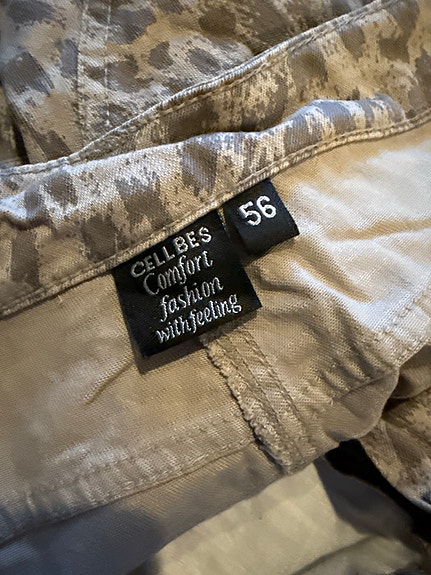 CELLBES
Comfort
fashion
with feeling
56